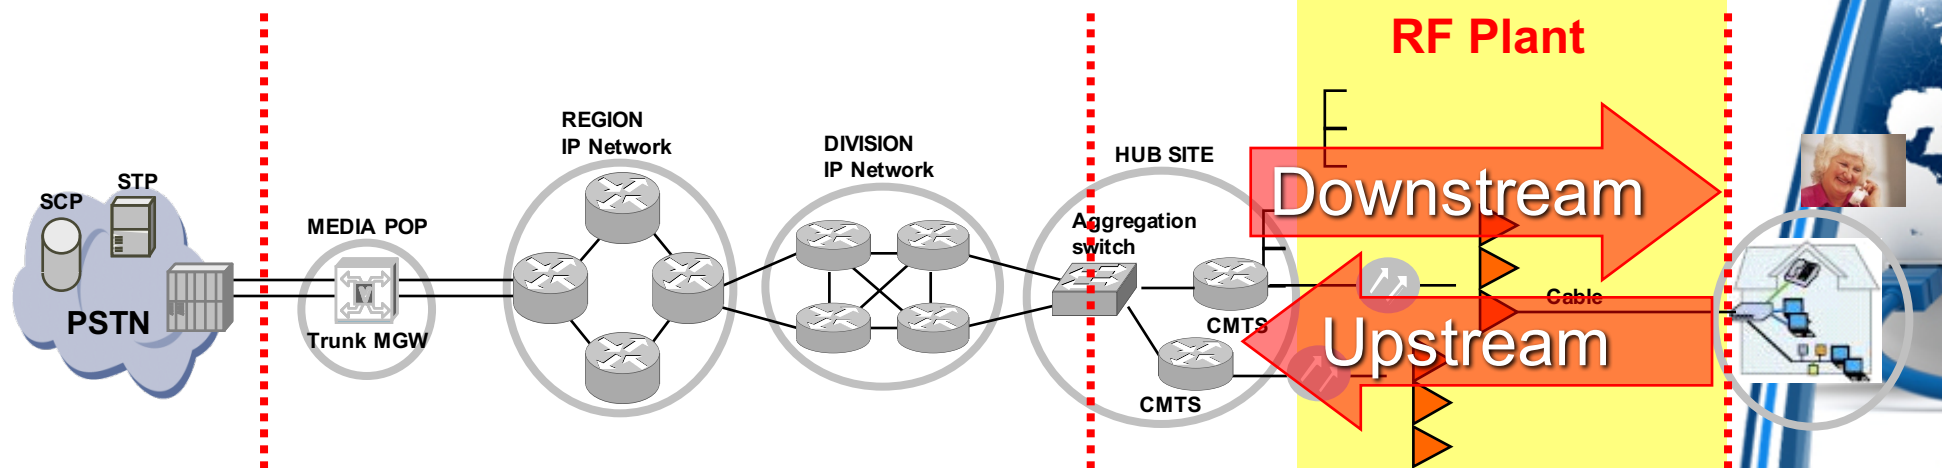 RF Plant
REGION
IP Network
DIVISION
IP Network
HUB SITE
STP
SCP
MEDIA POP
Aggregation
switch
Downstream
PSTN
Trunk MGW
M
Cable
CMTS
Upstream
CMTS